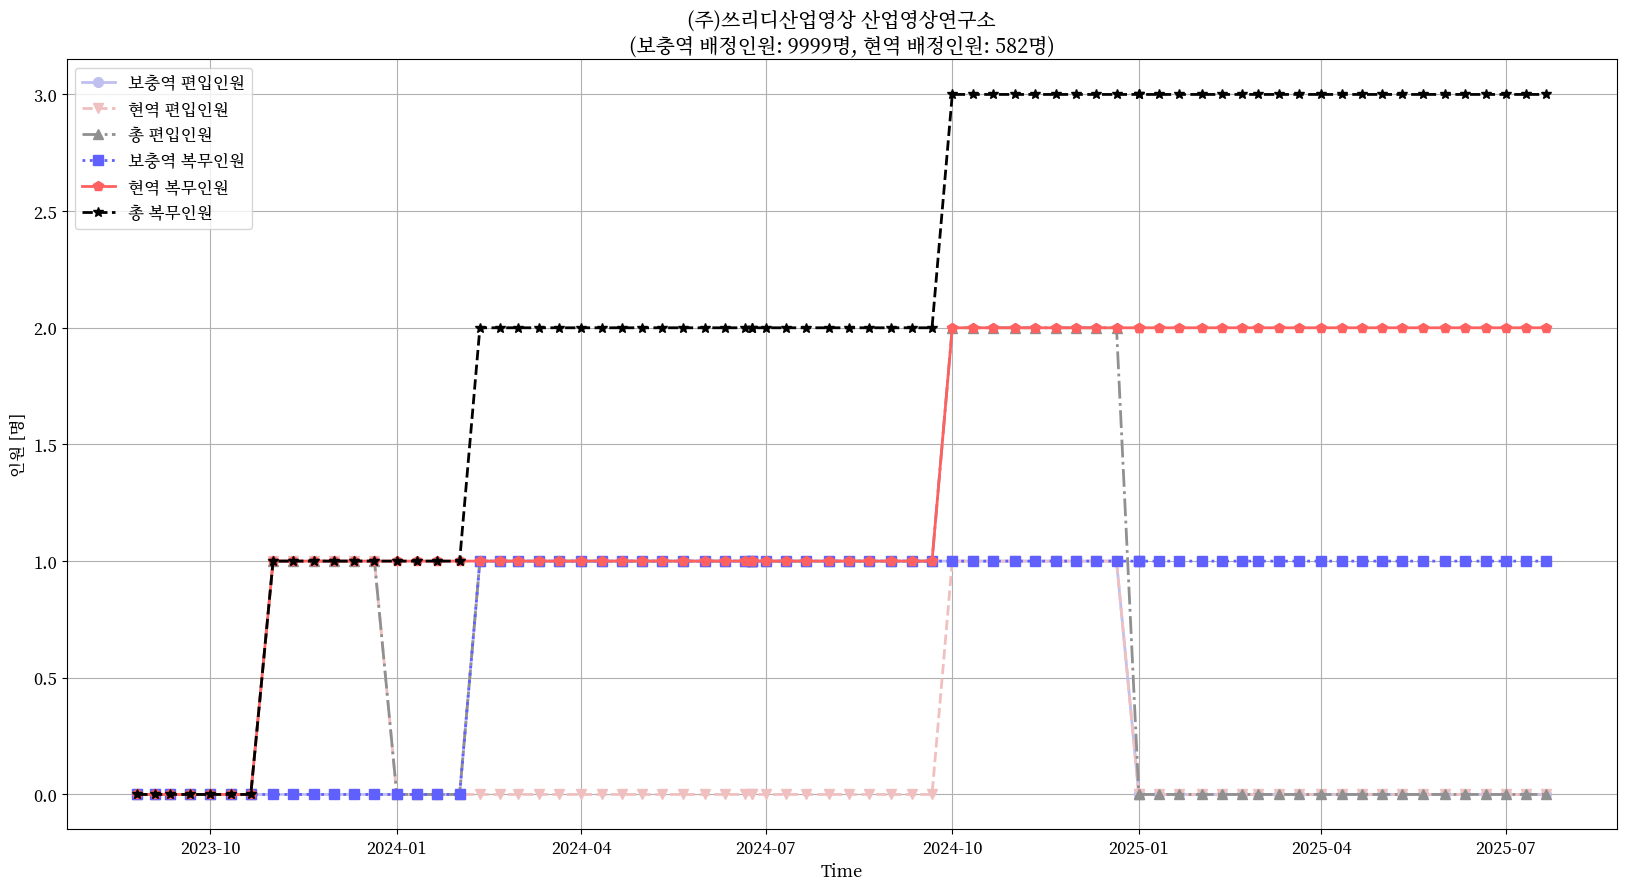 (주)쓰리디산업영상 산업영상연구소
(보충역 배정인원: 9999명, 현역 배정인원: 582명)
보충역 편입인원
현역 편입인원
총 편입인원
보충역 복무인원
현역 복무인원
총 복무인원
3.0
2.5
2.0
1.5
1.0
0.5
0.0
인원 [명]
2023-10
2024-01
2024-04
2024-07
2024-10
2025-01
2025-04
2025-07
Time